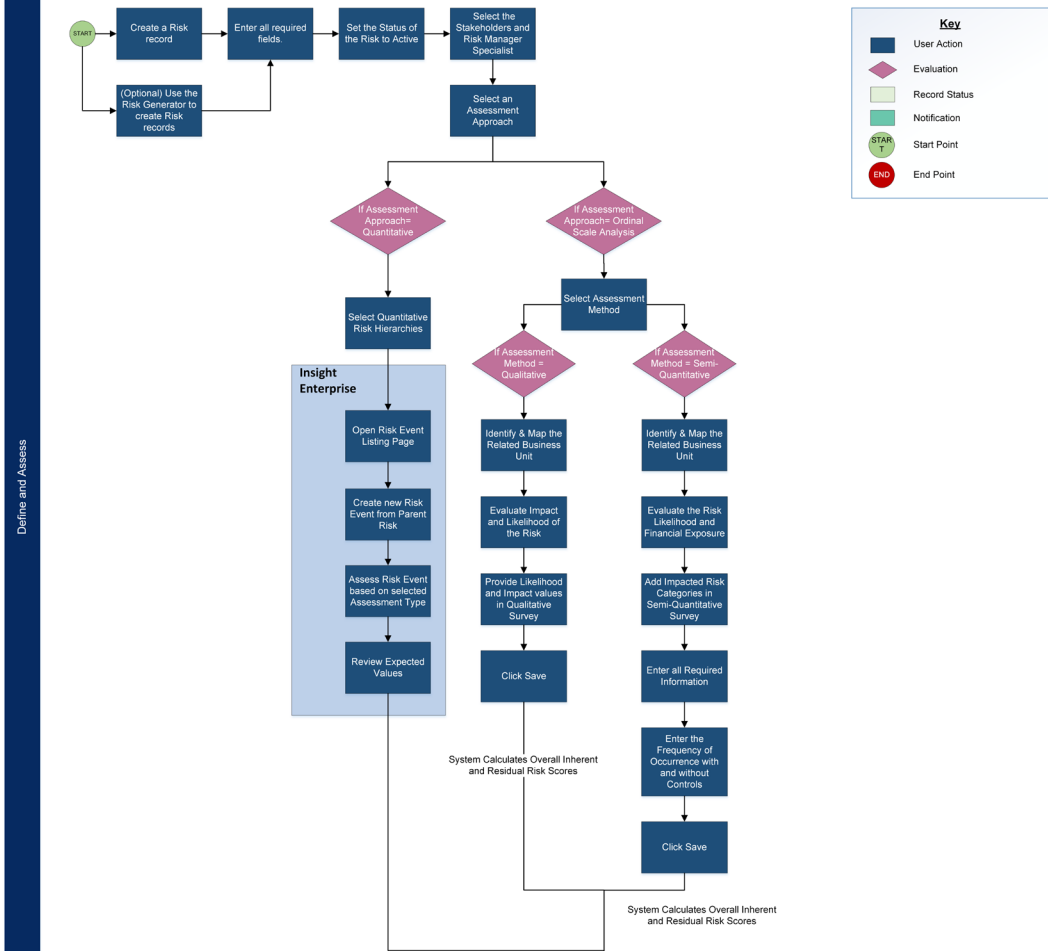 START
Create a Risk
record
Enter all required
fields.
Set the Status of
the Risk to Active
Select the
Stakeholders and
Risk Manager
Specialist
(Optional) Use the
Risk Generator to
create Risk
records
Select an
Assessment
Approach
Key
User Action
Evaluation
Record Status
Notification
STAR
T
Start Point
END
End Point
If Assessment
Approach=
Quantitative
If Assessment
Approach= Ordinal
Scale Analysis
Select Quantitative
Risk Hierarchies
Select Assessment
Method
If Assessment
Method =
Qualitative
If Assessment
Method = Semi-
Quantitative
Insight
Enterprise
Open Risk Event
Listing Page
Create new Risk
Event from Parent
Risk
Assess Risk Event
based on selected
Assessment Type
Review Expected
Values
Identify & Map the
Related Business
Unit
Evaluate Impact
and Likelihood of
the Risk
Provide Likelihood
and Impact values
in Qualitative
Survey
Click Save
System Calculates Overall Inherent
and Residual Risk Scores
Identify & Map the
Related Business
Unit
Evaluate the Risk
Likelihood and
Financial Exposure
Add Impacted Risk
Categories in
Semi-Quantitative
Survey
Enter all Required
Information
Enter the
Frequency of
Occurrence with
and without
Controls
Click Save
System Calculates Overall Inherent
and Residual Risk Scores
Define and Assess